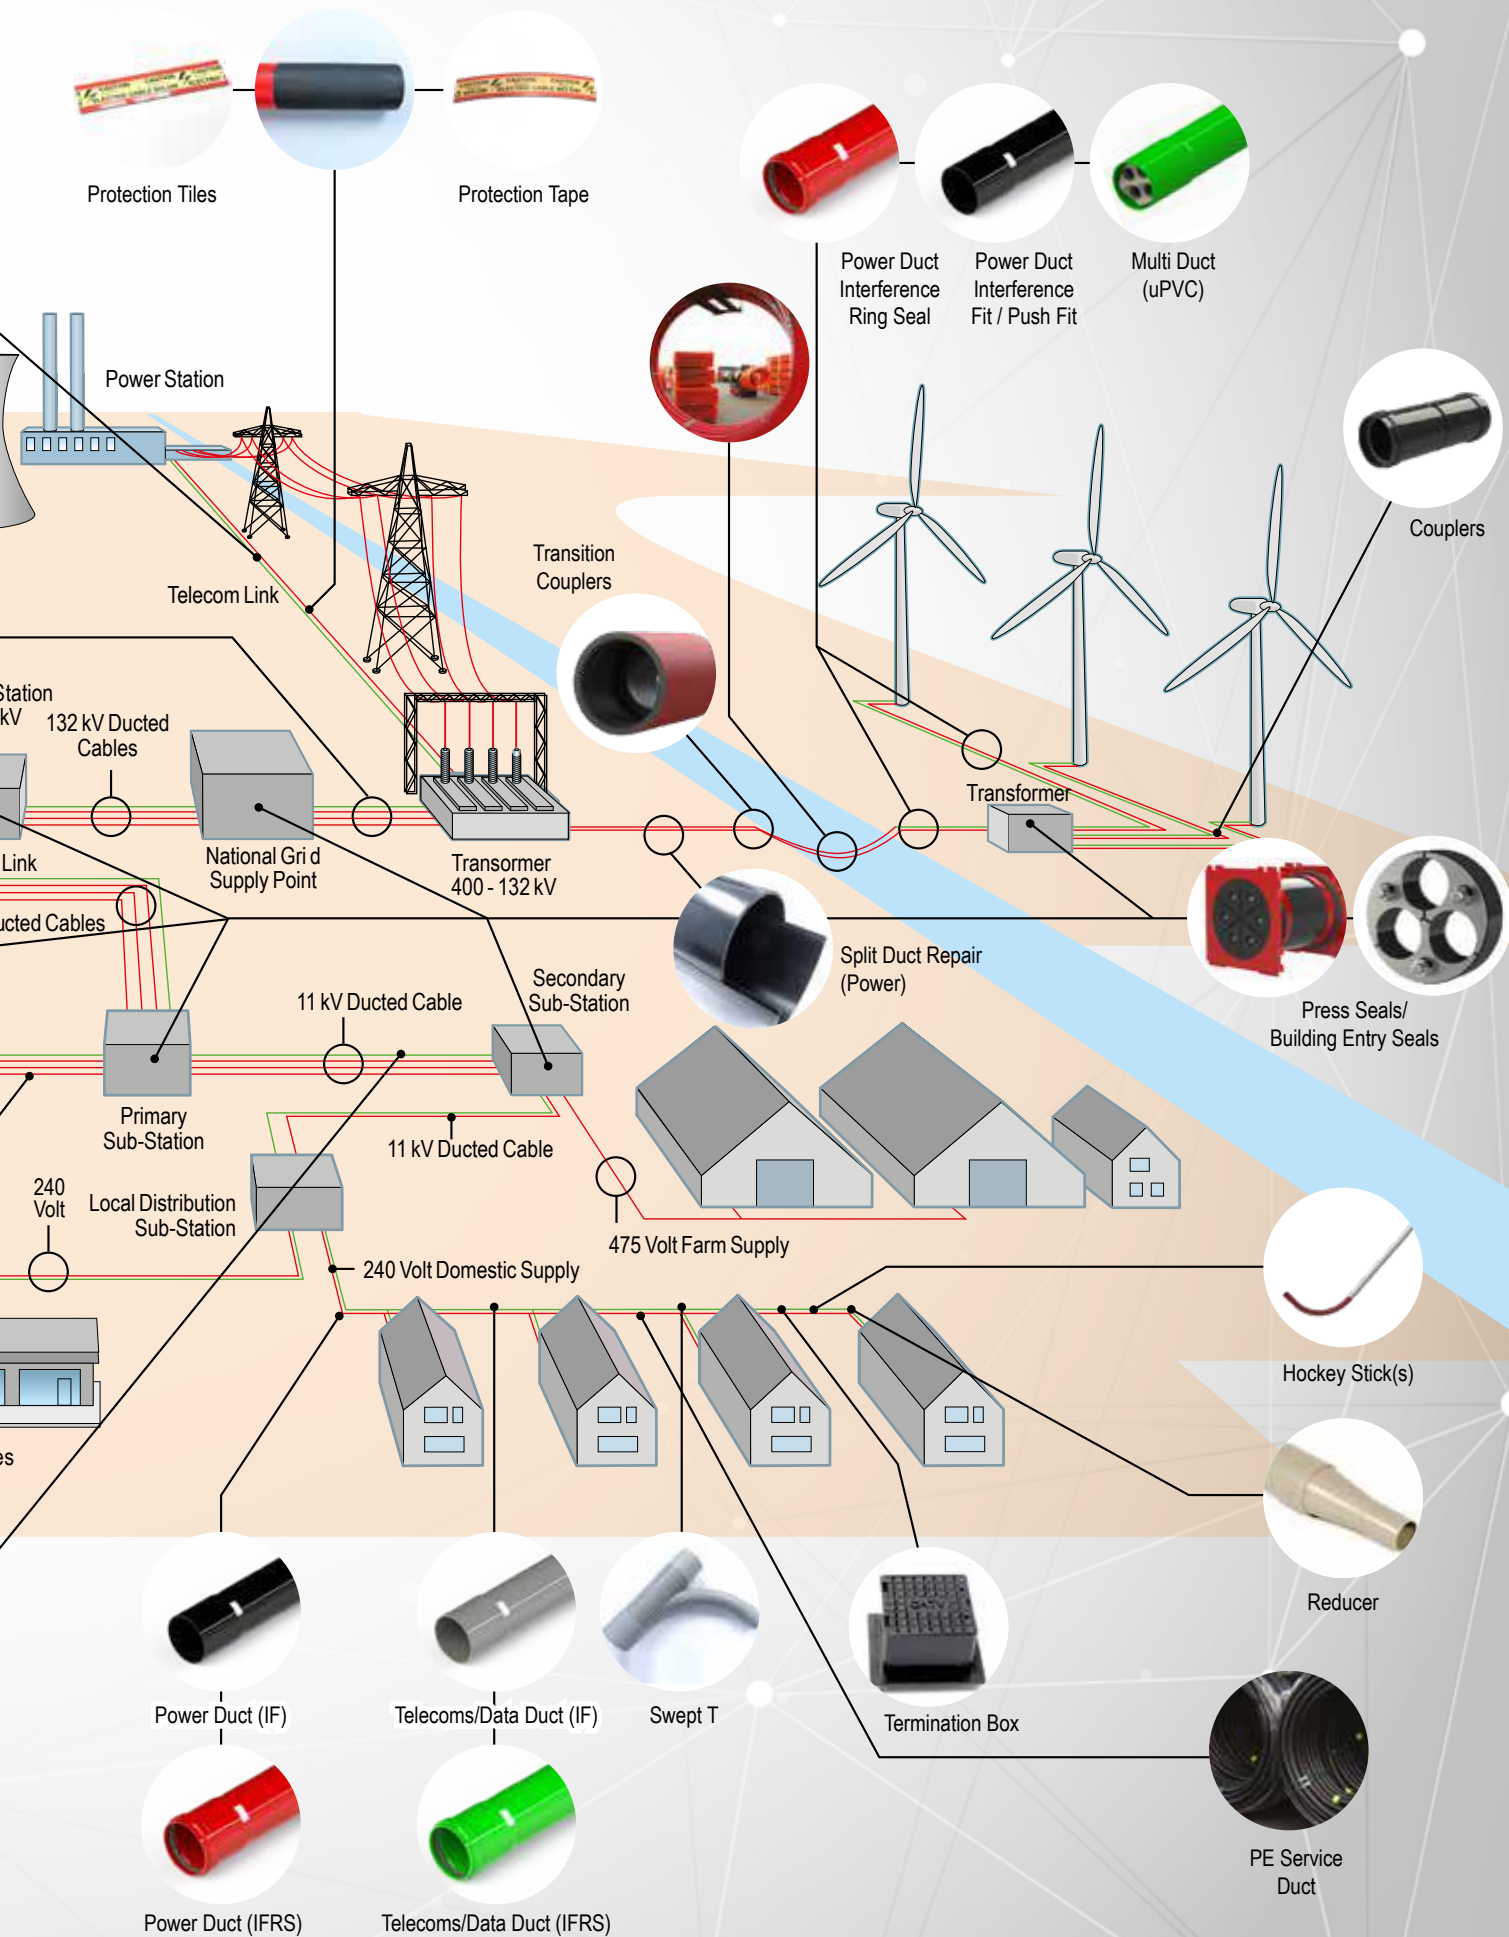 Protection Tiles
Protection Tape
Power Duct
Interference
Ring Seal
Power Duct
Interference
Fit / Push Fit
Multi Duct
(uPVC)
Power Station
Couplers
Transition
Couplers
Telecom Link
Station
kV
132 kV Ducted
Cables
Transformer
National Gri d
Supply Point
Link
Transormer
400 - 132 kV
ucted Cables
Split Duct Repair
(Power)
Secondary
Sub-Station
11 kV Ducted Cable
Press Seals/
Building Entry Seals
Primary
Sub-Station
11 kV Ducted Cable
240
Volt
Local Distribution
Sub-Station
475 Volt Farm Supply
240 Volt Domestic Supply
Hockey Stick(s)
es
Reducer
Power Duct (IF)
Telecoms/Data Duct (IF)
Swept T
Termination Box
PE Service
Duct
Power Duct (IFRS)
Telecoms/Data Duct (IFRS)